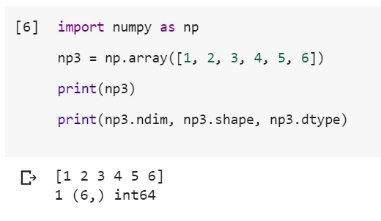 [6] import numpy as np
np3 = np.array([1, 2, 3, 4, 5, 6])
print(np3)
print(np3.ndim, np3.shape, np3.dtype)
[1 2 3 4 5 6]
1 (6,) int64